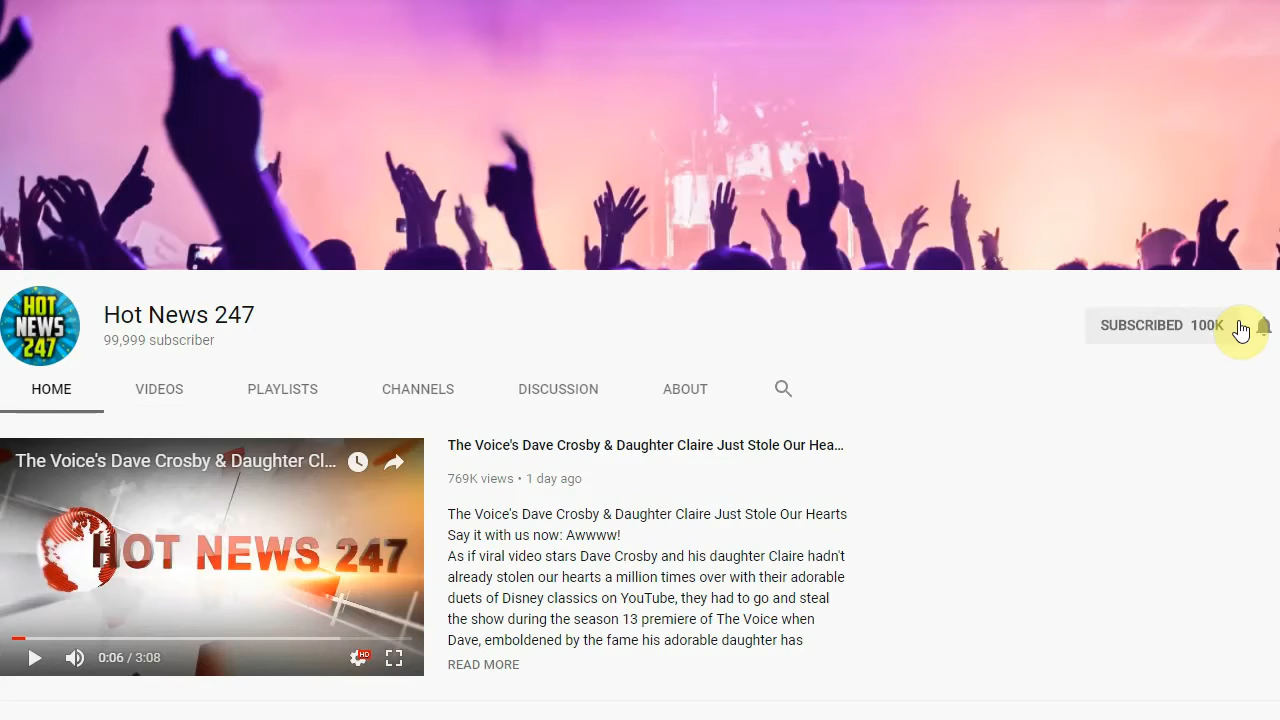 HOT
NEWS
247
Hot News 247
99,999 subscriber
SUBSCRIBED 100K
HOME
VIDEOS
PLAYLISTS
CHANNELS
DISCUSSION
ABOUT
The Voice's Dave Crosby & Daughter Cl...
HOT NEWS 247
0:06 / 3:08
HD
The Voice's Dave Crosby & Daughter Claire Just Stole Our Hea...
769K views • 1 day ago
The Voice's Dave Crosby & Daughter Claire Just Stole Our Hearts
Say it with us now: Awwww!
As if viral video stars Dave Crosby and his daughter Claire hadn't
already stolen our hearts a million times over with their adorable
duets of Disney classics on YouTube, they had to go and steal
the show during the season 13 premiere of The Voice when
Dave, emboldened by the fame his adorable daughter has
READ MORE